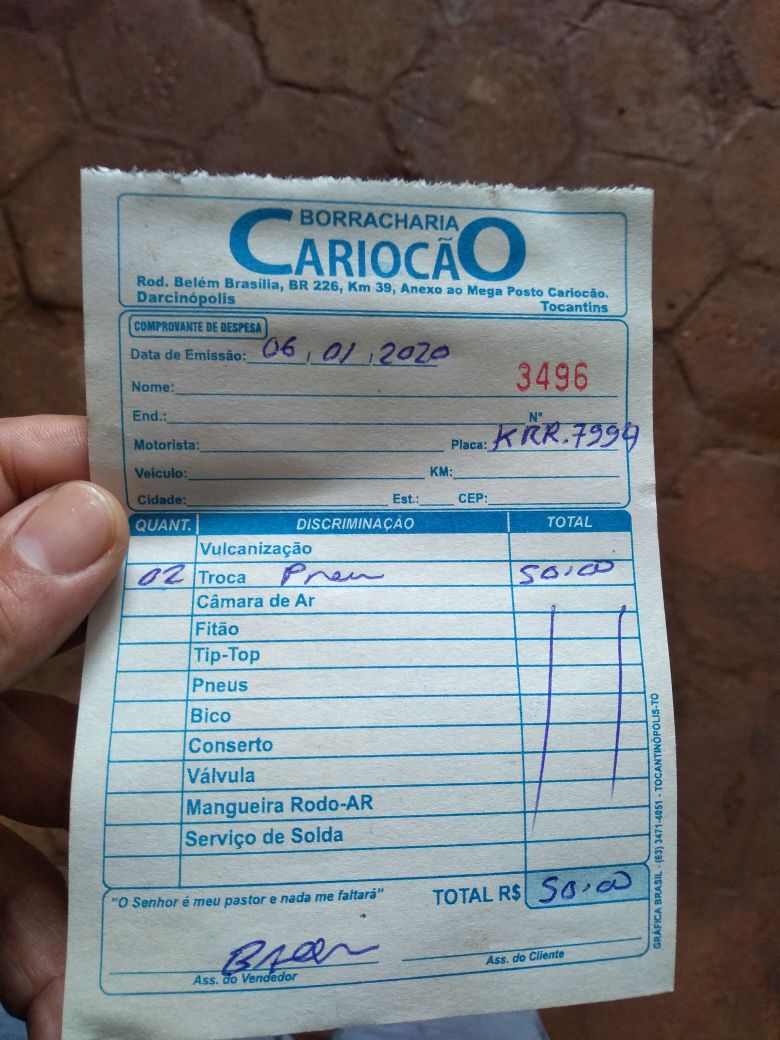 BORRACHARIA
CARIOCÃO
Rod. Belém Brasília, BR 226, Km 39, Anexo ao Mega Posto Cariocão.
Darcinópolis Tocantins
COMPROVANTE DE DESPESA
Data de Emissão: 06, 01, 2020
3496
Nome:
End.: N°
Motorista: Placa: KRR.7994
Veiculo: KM:
Cidade: Est.: CEP:
QUANT. DISCRIMINAÇÃO TOTAL
Vulcanização
02 Troca Pneu 50,00
Câmara de Ar
Fitão
Tip-Top
Pneus
Bico
Conserto
Válvula
Mangueira Rodo-AR
Serviço de Solda
"O Senhor é meu pastor e nada me faltará" TOTAL R$ 50,00
Ass. do Vendedor Ass. do Cliente
GRÁFICA BRASIL - (63) 3471-4051 - TOCANTINÓPOLIS-TO